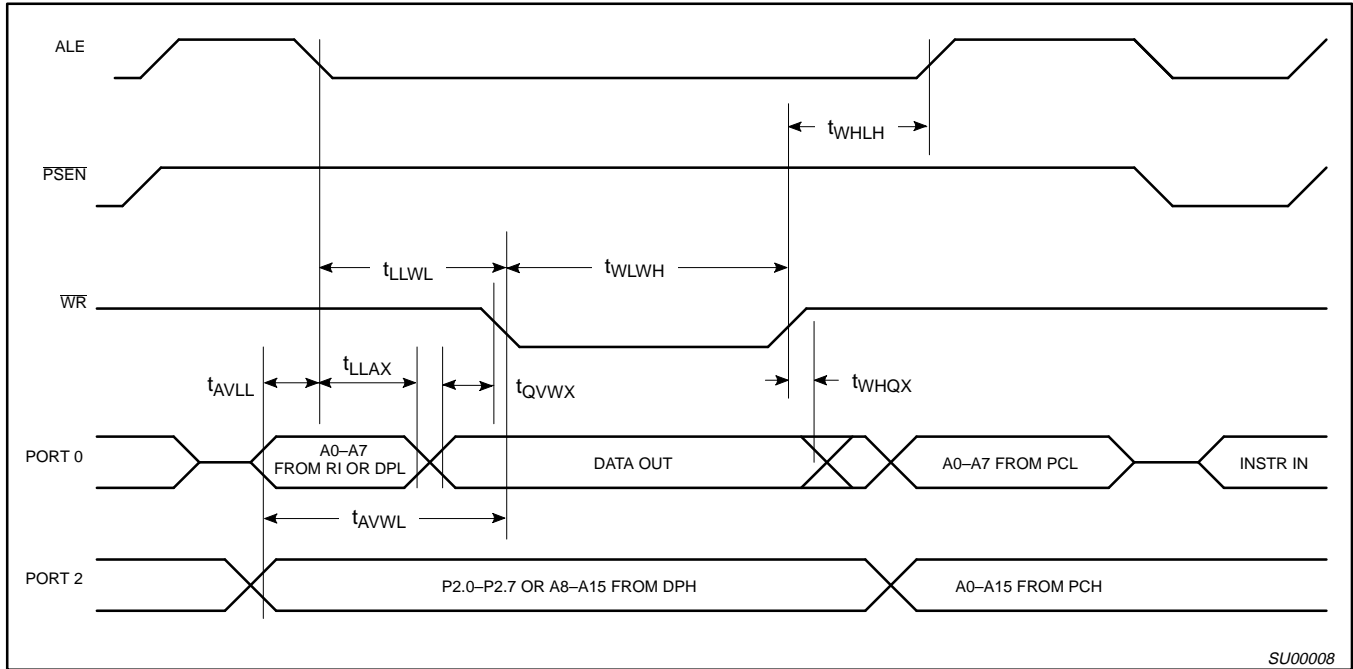 ALE
tWHLH
PSEN
tLLWL
tWLWH
WR
tAVLL
tLLAX
tQVWX
tWHQX
PORT 0
A0–A7
FROM RI OR DPL
DATA OUT
A0–A7 FROM PCL
INSTR IN
tAVWL
PORT 2
P2.0–P2.7 OR A8–A15 FROM DPH
A0–A15 FROM PCH
SU00008